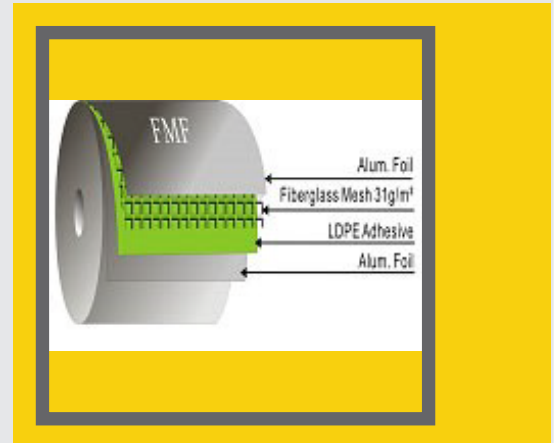 FMF
Alum. Foil
Fiberglass Mesh 31g/m²
LDPE Adhesive
Alum. Foil